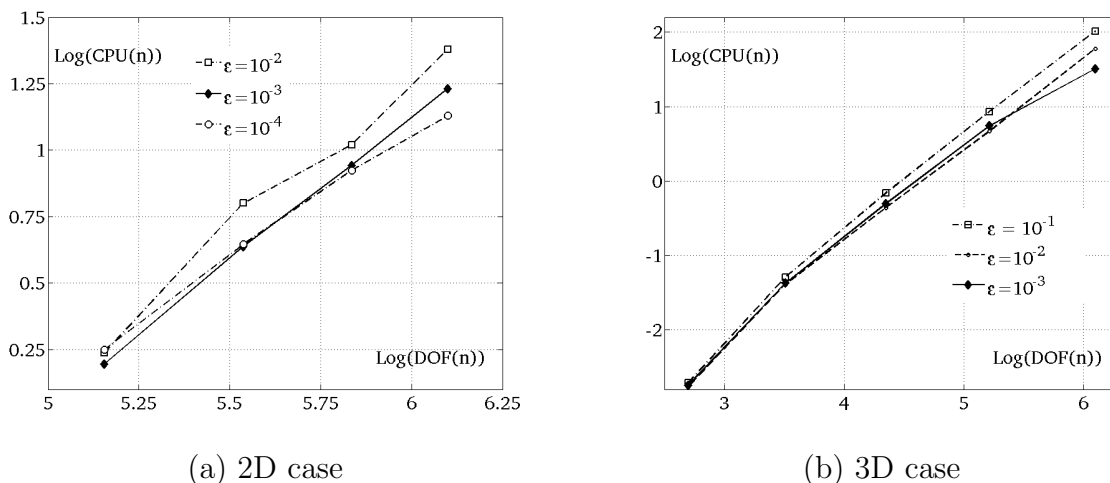 1.5
1.25
1
0.75
0.5
0.25
5
5.25
5.5
5.75
6
6.25
Log(CPU(n))
ε=10-2
ε=10-3
ε=10-4
Log(DOF(n))
(a) 2D case
2
1
0
-1
-2
3
4
5
6
Log(CPU(n))
ε = 10-1
ε=10-2
ε=10-3
Log(DOF(n))
(b) 3D case